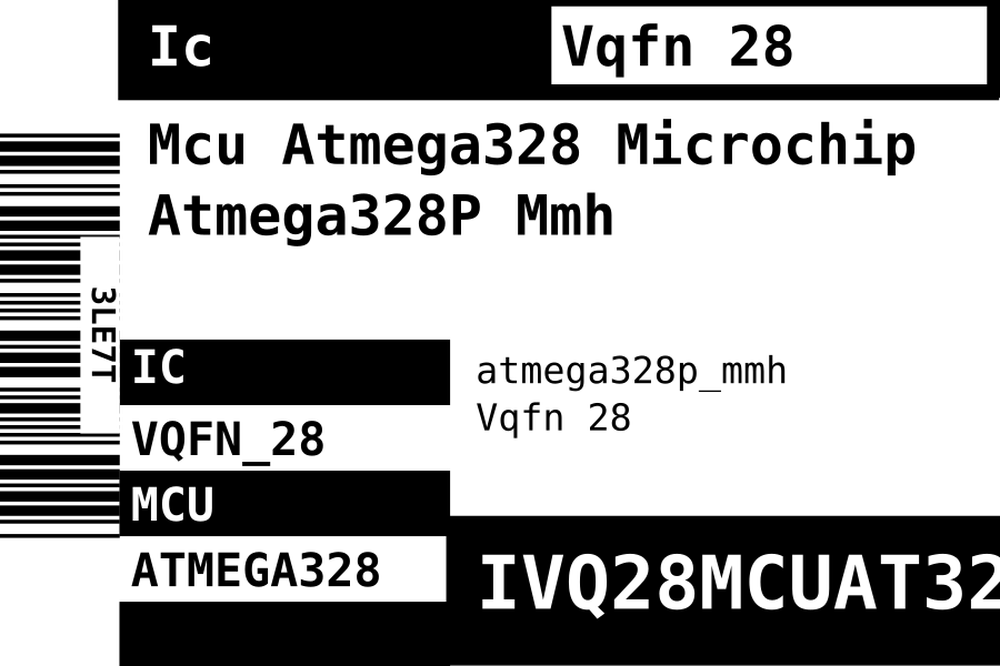 Ic
Vqfn 28
Mcu Atmega328 Microchip
Atmega328P Mmh
3LE7T
IC
VQFN_28
MCU
ATMEGA328
atmega328p_mmh
Vqfn 28
IVQ28MCUAT32